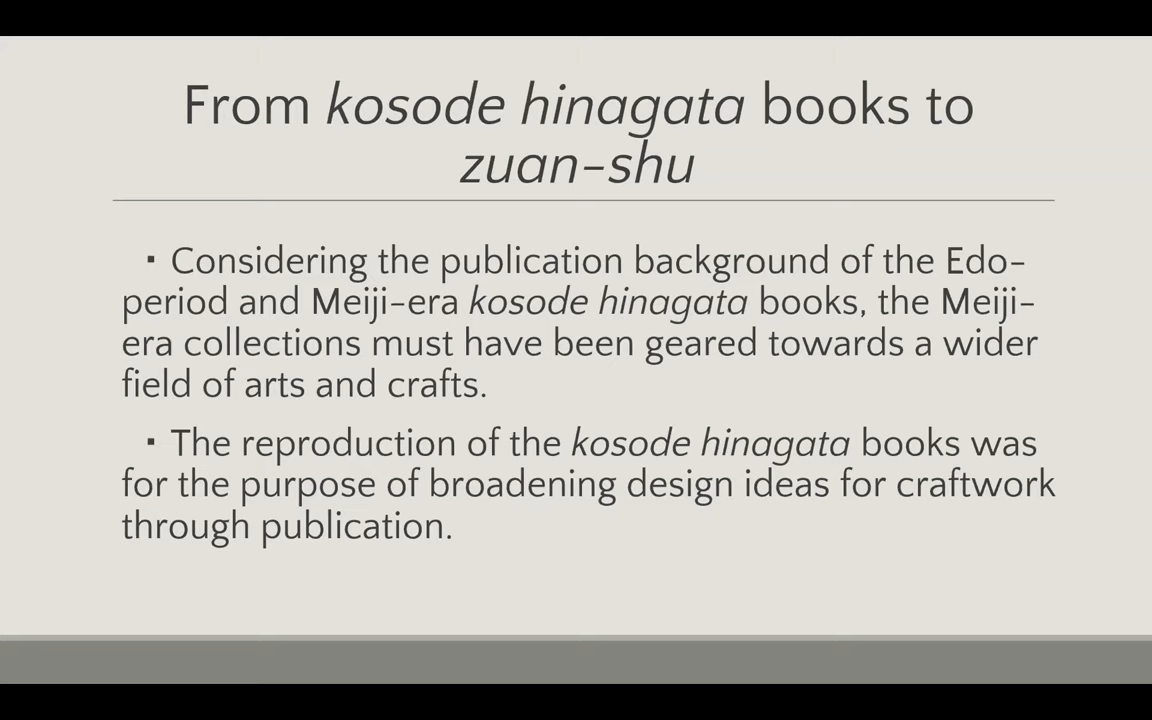 From kosode hinagata books to
zuan-shu
▪ Considering the publication background of the Edo-
period and Meiji-era kosode hinagata books, the Meiji-
era collections must have been geared towards a wider
field of arts and crafts.
▪ The reproduction of the kosode hinagata books was
for the purpose of broadening design ideas for craftwork
through publication.